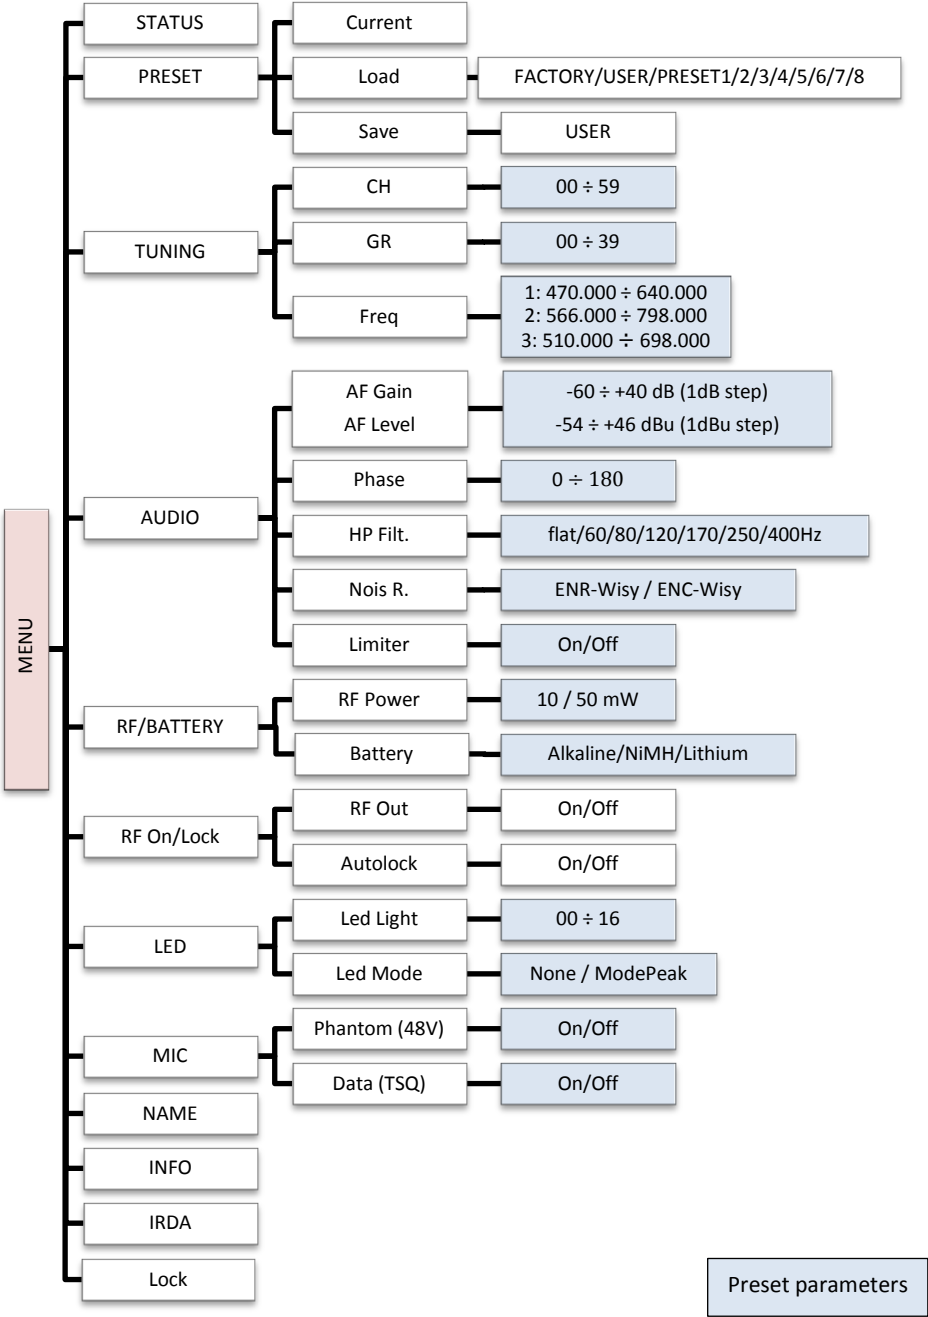 MENU
STATUS
PRESET
Current
Load
FACTORY/USER/PRESET1/2/3/4/5/6/7/8
Save
USER
TUNING
CH
00 ÷ 59
GR
00 ÷ 39
Freq
1: 470.000 ÷ 640.000
2: 566.000 ÷ 798.000
3: 510.000 ÷ 698.000
AUDIO
AF Gain
AF Level
-60 ÷ +40 dB (1dB step)
-54 ÷ +46 dBu (1dBu step)
Phase
0 ÷ 180
HP Filt.
flat/60/80/120/170/250/400Hz
Nois R.
ENR-Wisy / ENC-Wisy
Limiter
On/Off
RF/BATTERY
RF Power
10 / 50 mW
Battery
Alkaline/NiMH/Lithium
RF On/Lock
RF Out
On/Off
Autolock
On/Off
LED
Led Light
00 ÷ 16
Led Mode
None / ModePeak
MIC
Phantom (48V)
On/Off
Data (TSQ)
On/Off
NAME
INFO
IRDA
Lock
Preset parameters